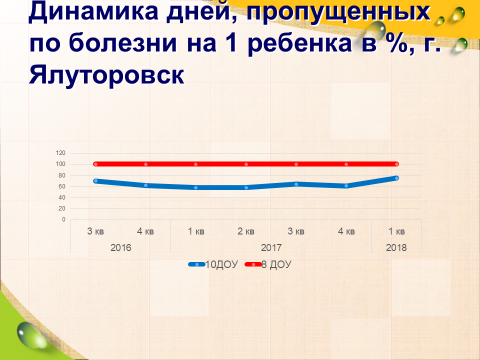 Динамика дней, пропущенных
по болезни на 1 ребенка в %, г.
Ялуторовск
120
100
80
60
40
20
0
3 кв 4 кв 1 кв 2 кв 3 кв 4 кв 1 кв
2016 2017 2018
10ДОУ 8 ДОУ